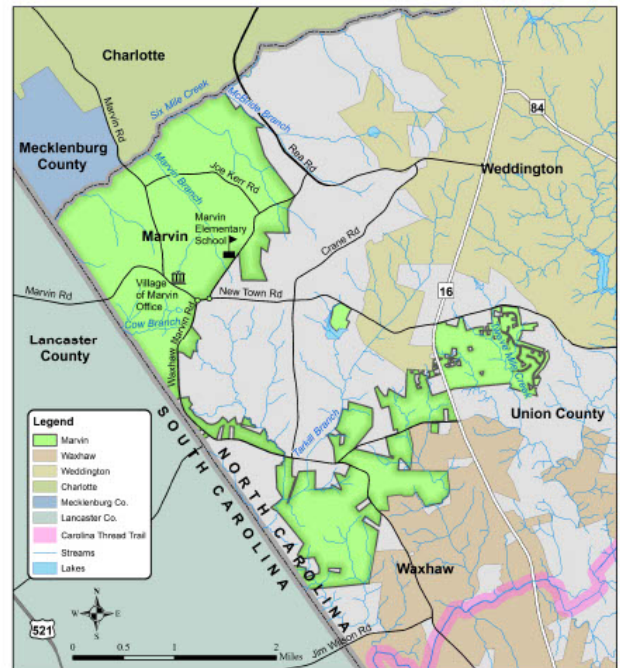 Charlotte
Six Mile Creek
McBride Branch
84
Marvin Rd
Mecklenburg
County
Rea Rd
Marvin Branch
Joe Kerr Rd
Weddington
Marvin
Elementary
School
Marvin
Crane Rd
16
Village
of Marvin
Office
Marvin Rd
New Town Rd
Cow Branch
Waxhaw Marvin Rd
Lancaster
County
Twelve Mile Creek
Union County
Tarkill Branch
Legend
Marvin
Waxhaw
Weddington
Charlotte
Mecklenburg Co.
Lancaster Co.
Carolina Thread Trail
Streams
Lakes
NORTH CAROLINA
SOUTH CAROLINA
Waxhaw
N
W
E
S
521
Jim Wilson Rd
0
0.5
1
2
Miles